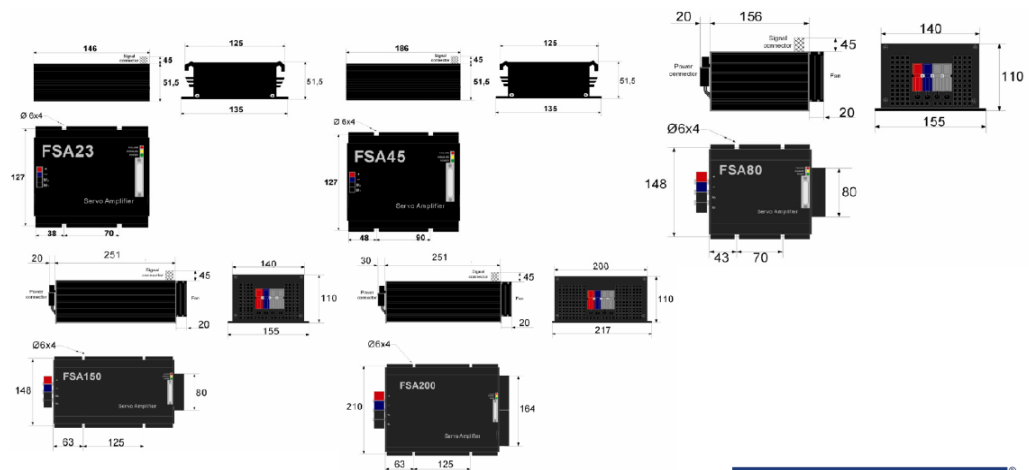 146
Signal
connector
45
51,5
125
51,5
135
Ø 6x4
127
FSA23
Servo Amplifier
38
70
186
Signal
connector
45
51,5
125
51,5
135
Ø 6x4
127
FSA45
Servo Amplifier
48
90
20
156
Signal
connector
45
Power
connector
Fan
20
140
110
155
Ø6x4
148
FSA80
Servo Amplifier
80
43
70
20
251
Signal
connector
45
Power
connector
Fan
20
140
110
155
Ø6x4
148
FSA150
Servo Amplifier
80
63
125
30
251
Signal
connector
45
Power
connector
Fan
20
200
110
217
Ø6x4
210
FSA200
Servo Amplifier
164
63
125
®